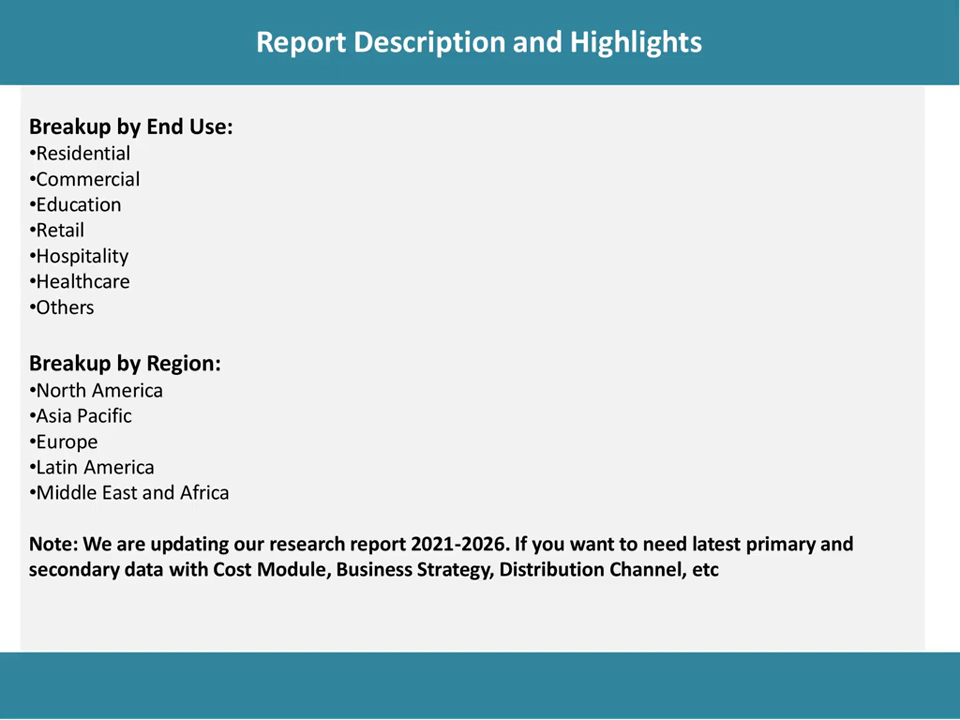 Report Description and Highlights
Breakup by End Use:
•Residential
•Commercial
•Education
•Retail
•Hospitality
•Healthcare
•Others
Breakup by Region:
•North America
•Asia Pacific
•Europe
•Latin America
•Middle East and Africa
Note: We are updating our research report 2021-2026. If you want to need latest primary and
secondary data with Cost Module, Business Strategy, Distribution Channel, etc